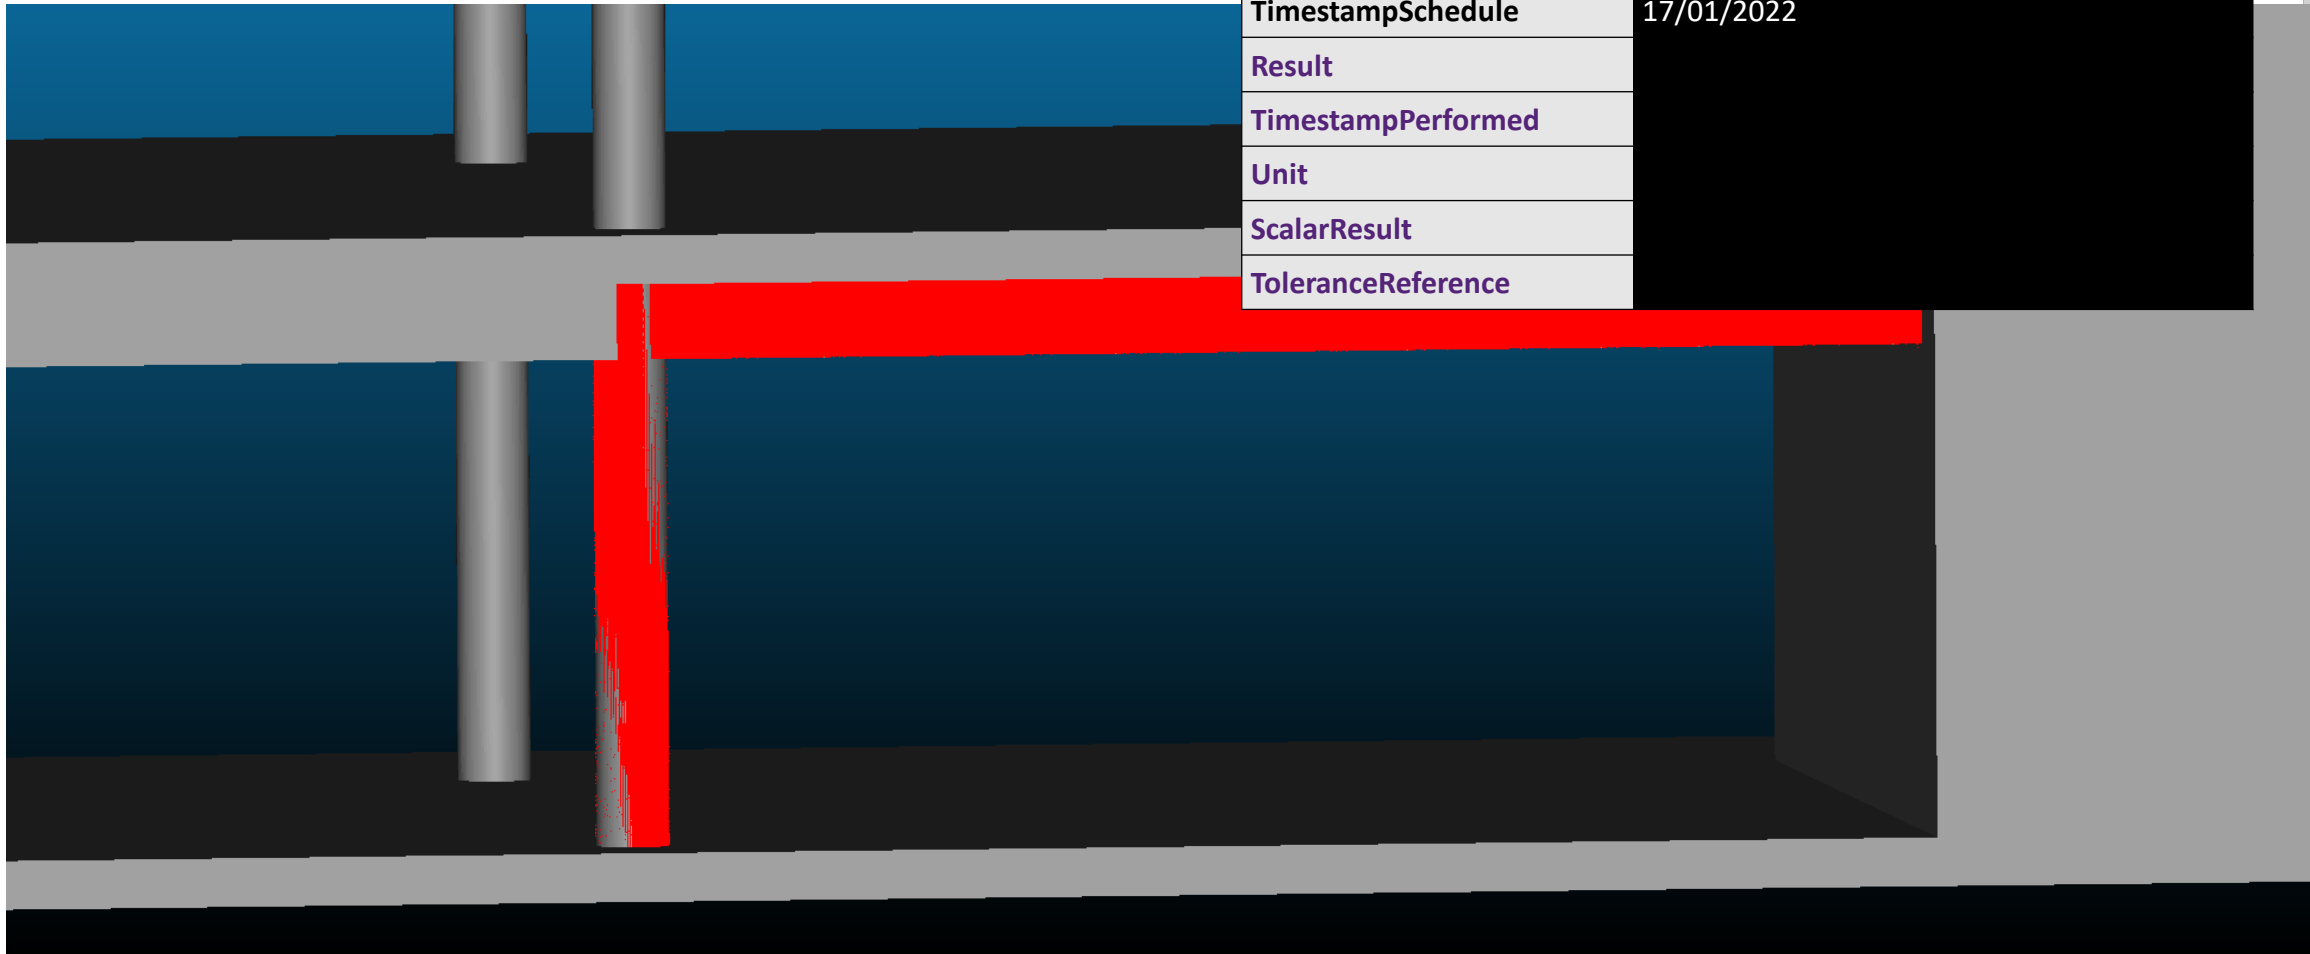 TimestampSchedule 17/01/2022
Result
TimestampPerformed
Unit
ScalarResult
ToleranceReference